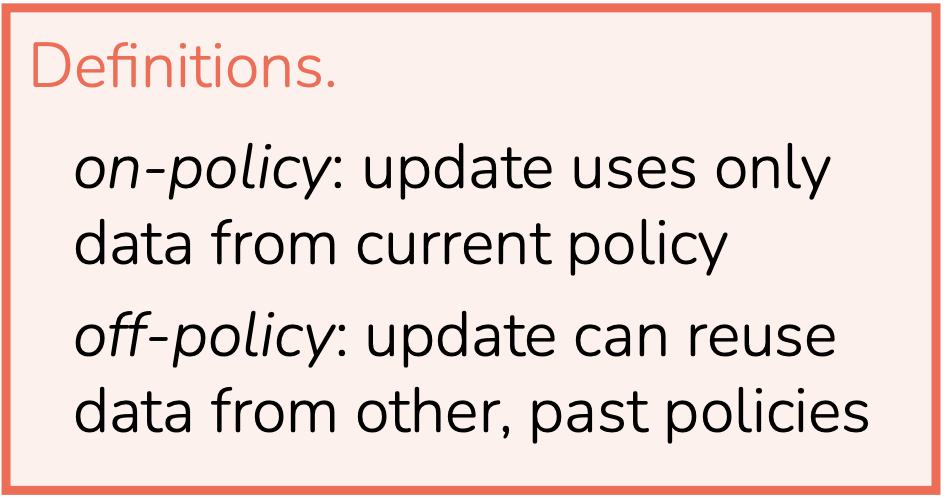 Definitions.
on-policy: update uses only
data from current policy
off-policy: update can reuse
data from other, past policies